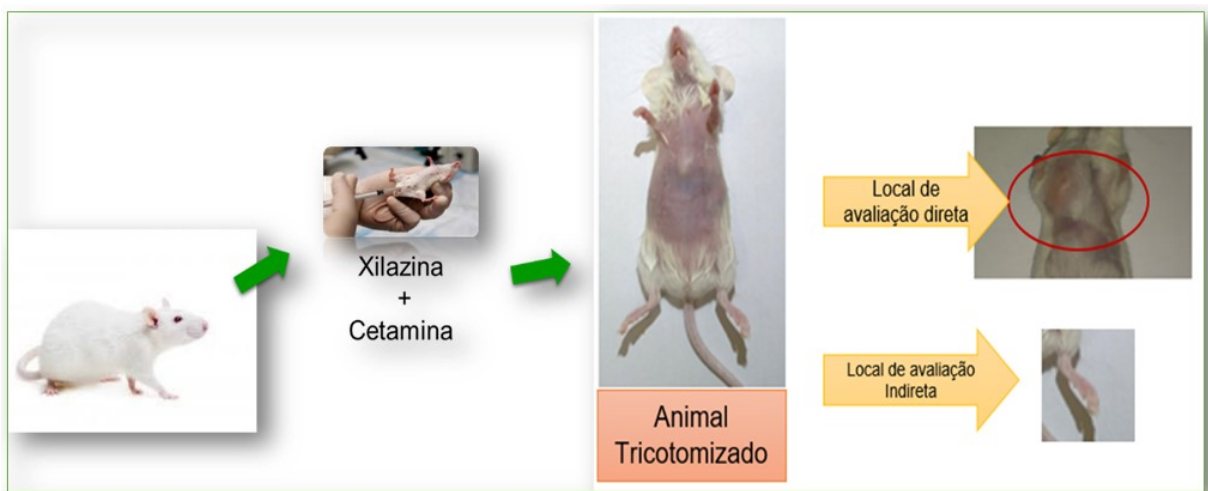 Xilazina
+
Cetamina
Animal
Tricotomizado
Local de
avaliação direta
Local de avaliação
Indireta